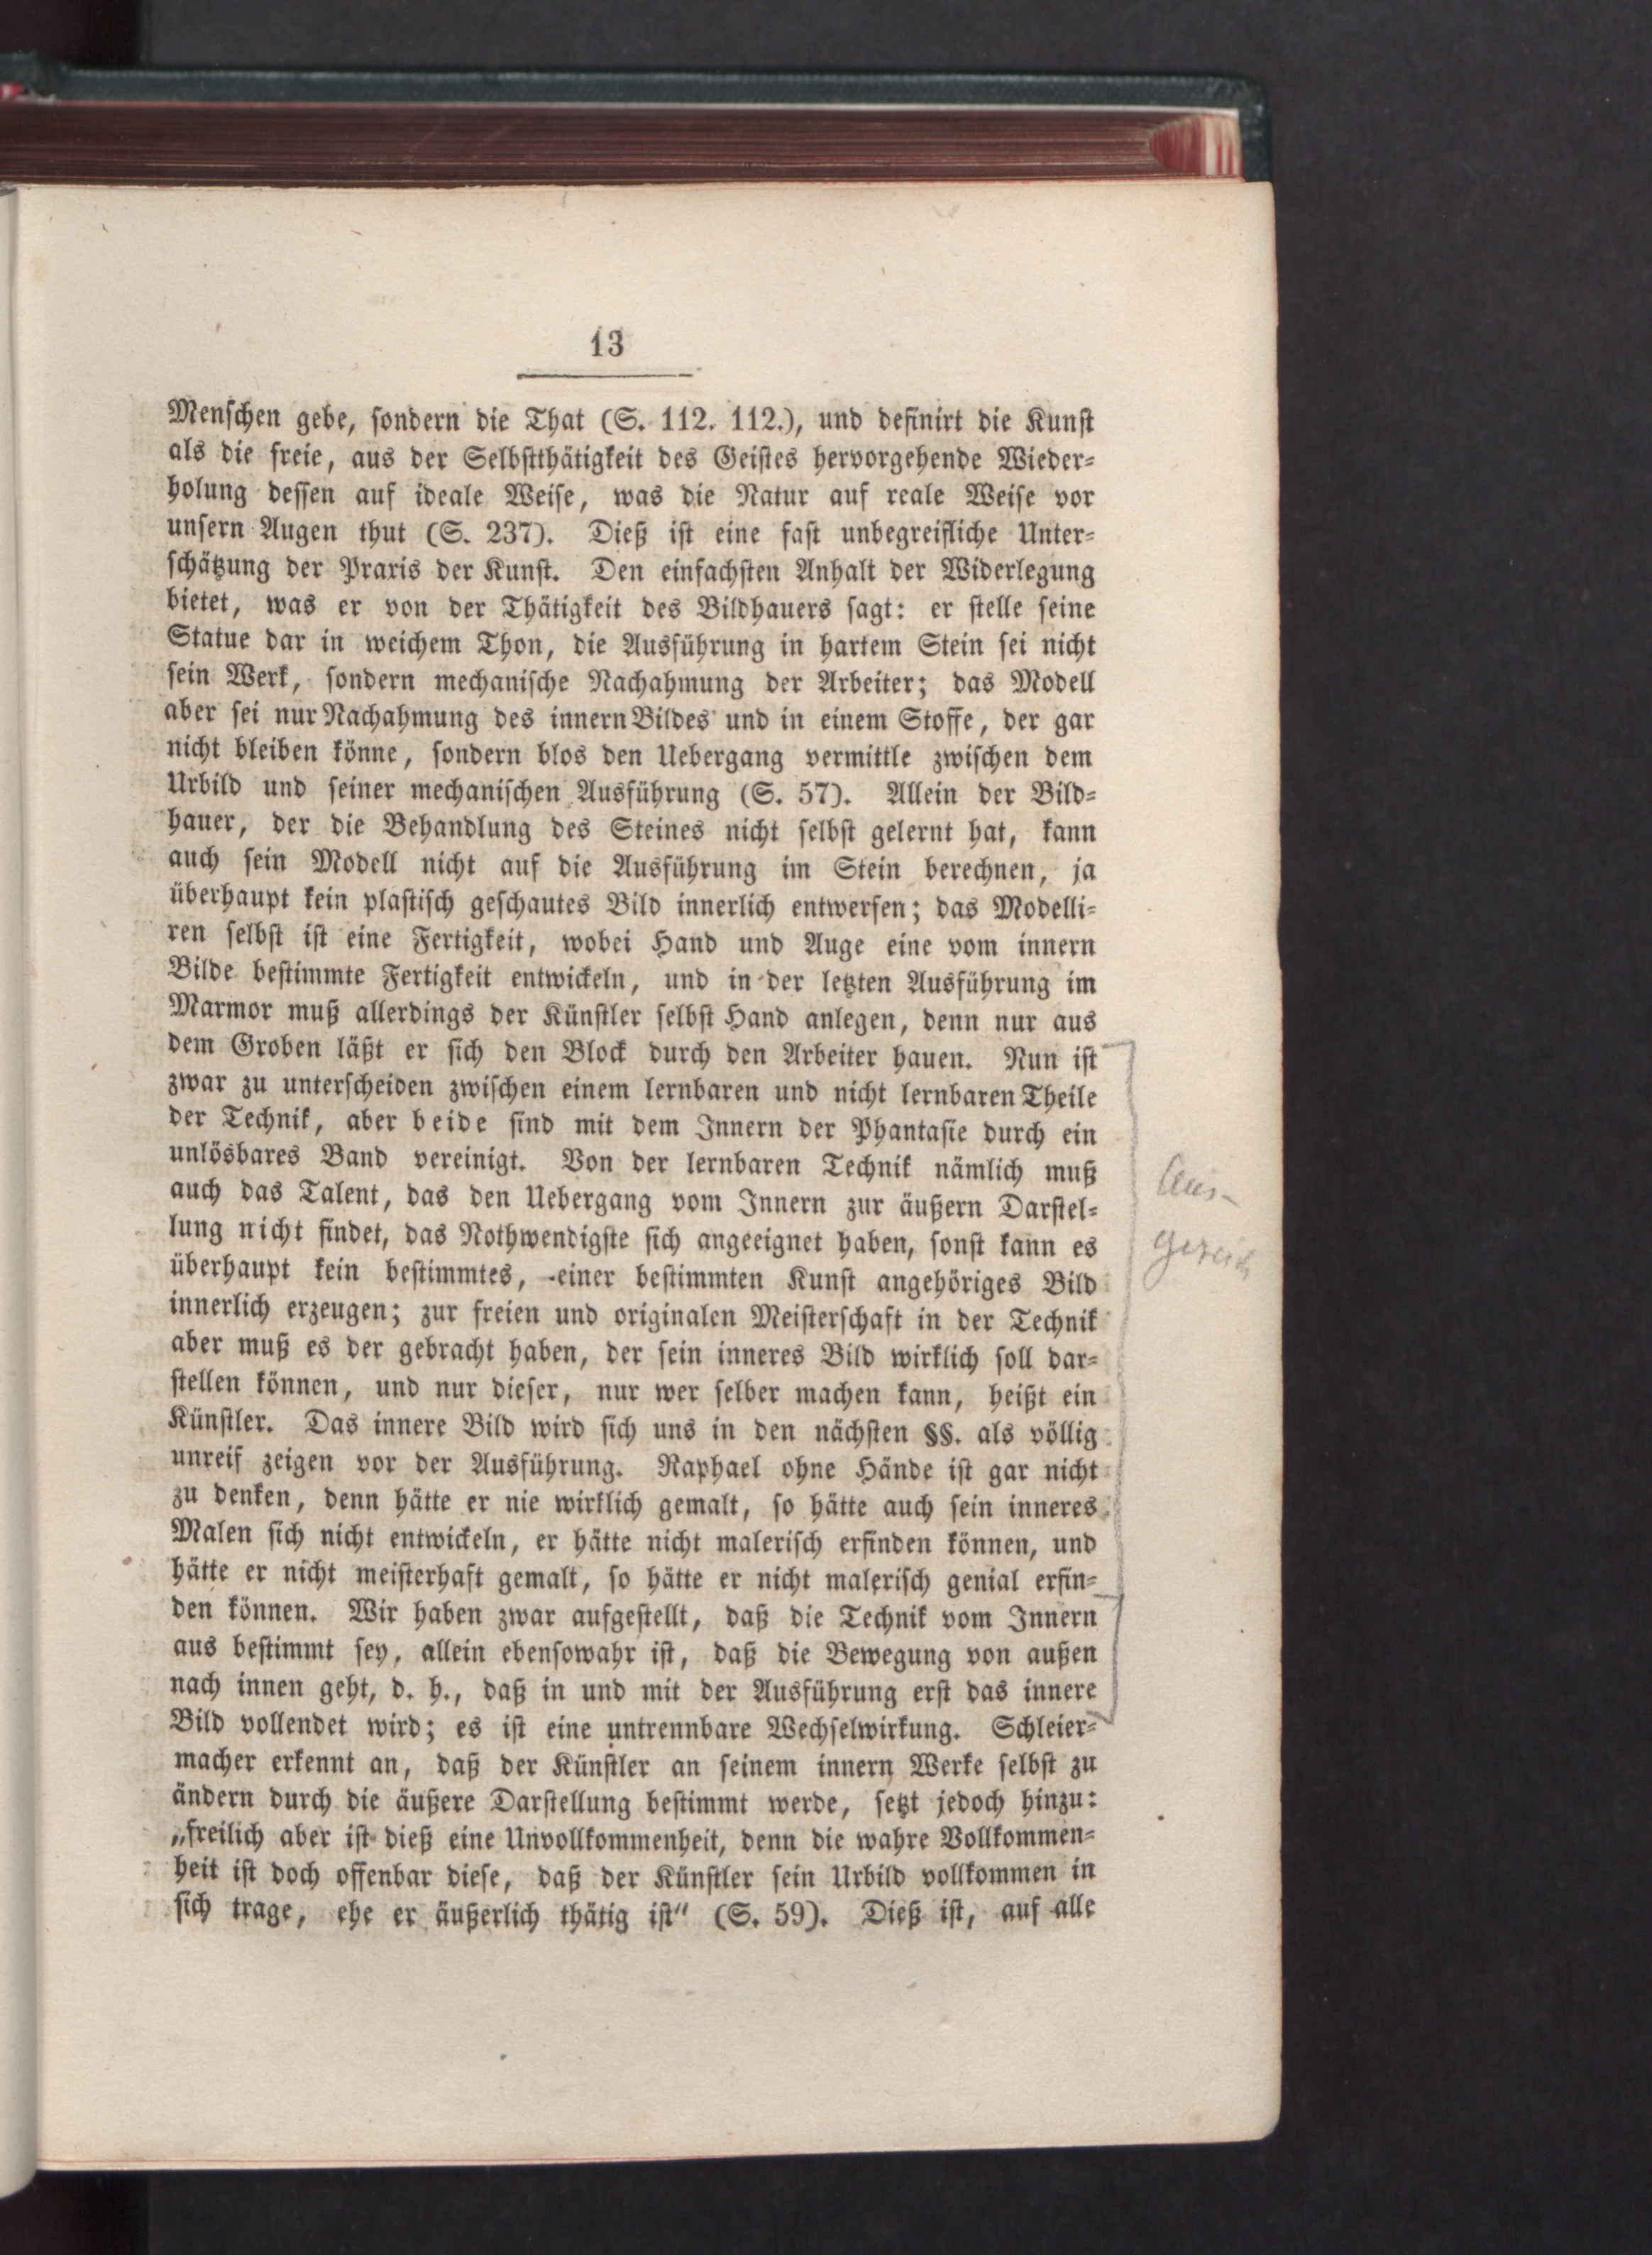 13
Menschen gebe, sondern die That (S. 112. 112.), und definirt die Kunst
als die freie, aus der Selbstthätigkeit des Geistes hervorgehende Wieder-
holung dessen auf ideale Weise, was die Natur auf reale Weise vor
unsern Augen thut (S. 237). Dieß ist eine fast unbegreifliche Unter-
schätzung der Praxis der Kunst. Den einfachsten Anhalt der Widerlegung
bietet, was er von der Thätigkeit des Bildhauers sagt: er stelle seine
Statue dar in weichem Thon, die Ausführung in hartem Stein sei nicht
sein Werk, sondern mechanische Nachahmung der Arbeiter; das Modell
aber sei nur Nachahmung des innern Bildes und in einem Stoffe, der gar
nicht bleiben könne, sondern blos den Uebergang vermittle zwischen dem
Urbild und seiner mechanischen Ausführung (S. 57). Allein der Bild-
hauer, der die Behandlung des Steines nicht selbst gelernt hat, kann
auch sein Modell nicht auf die Ausführung im Stein berechnen, ja
überhaupt kein plastisch geschautes Bild innerlich entwerfen; das Modelli-
ren selbst ist eine Fertigkeit, wobei Hand und Auge eine vom innern
Bilde bestimmte Fertigkeit entwickeln, und in der letzten Ausführung im
Marmor muß allerdings der Künstler selbst Hand anlegen, denn nur aus
dem Groben läßt er sich den Block durch den Arbeiter hauen. Nun ist
zwar zu unterscheiden zwischen einem lernbaren und nicht lernbaren Theile
der Technik, aber beide sind mit dem Innern der Phantasie durch ein
unlösbares Band vereinigt. Von der lernbaren Technik nämlich muß
auch das Talent, das den Uebergang vom Innern zur äußern Darstel-
lung nicht findet, das Nothwendigste sich angeeignet haben, sonst kann es
überhaupt kein bestimmtes, einer bestimmten Kunst angehöriges Bild
innerlich erzeugen; zur freien und originalen Meisterschaft in der Technik
aber muß es der gebracht haben, der sein inneres Bild wirklich soll dar-
stellen können, und nur dieser, nur wer selber machen kann, heißt ein
Künstler. Das innere Bild wird sich uns in den nächsten §§. als völlig
unreif zeigen vor der Ausführung. Raphael ohne Hände ist gar nicht
zu denken, denn hätte er nie wirklich gemalt, so hätte auch sein inneres
Malen sich nicht entwickeln, er hätte nicht malerisch erfinden können, und
hätte er nicht meisterhaft gemalt, so hätte er nicht malerisch genial erfin-
den können. Wir haben zwar aufgestellt, daß die Technik vom Innern
aus bestimmt sey, allein ebensowahr ist, daß die Bewegung von außen
nach innen geht, d. h., daß in und mit der Ausführung erst das innere
Bild vollendet wird; es ist eine untrennbare Wechselwirkung. Schleier-
macher erkennt an, daß der Künstler an seinem innern Werke selbst zu
ändern durch die äußere Darstellung bestimmt werde, setzt jedoch hinzu:
„freilich aber ist dieß eine Unvollkommenheit, denn die wahre Vollkommen-
heit ist doch offenbar diese, daß der Künstler sein Urbild vollkommen in
sich trage, ehe er äußerlich thätig ist“ (S. 59). Dieß ist, auf alle
Aus-